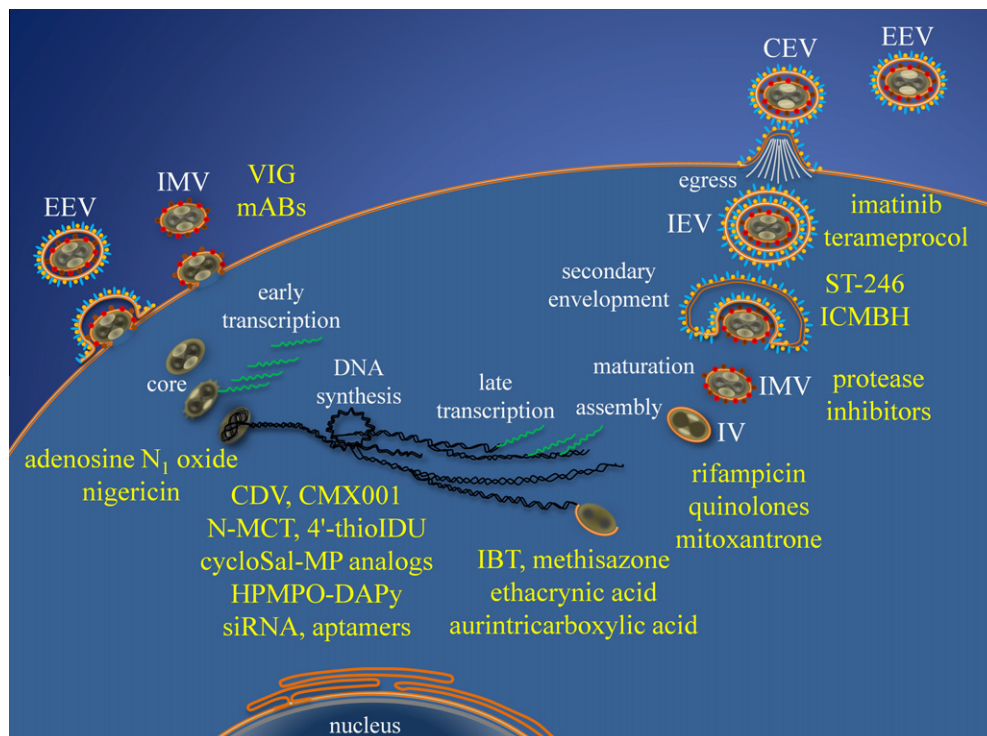 CEV
EEV
IMV
VIG
mABs
EEV
egress
IEV
imatinib
terameprocol
early
transcription
secondary
envelopment
ST-246
ICMBH
core
DNA
synthesis
late
transcription
maturation
assembly
IMV
IV
protease
inhibitors
adenosine N₁ oxide
nigericin
CDV, CMX001
N-MCT, 4'-thioIDU
cycloSal-MP analogs
HPMPO-DAPy
siRNA, aptamers
IBT, methisazone
ethacrynic acid
aurintricarboxylic acid
rifampicin
quinolones
mitoxantrone
nucleus